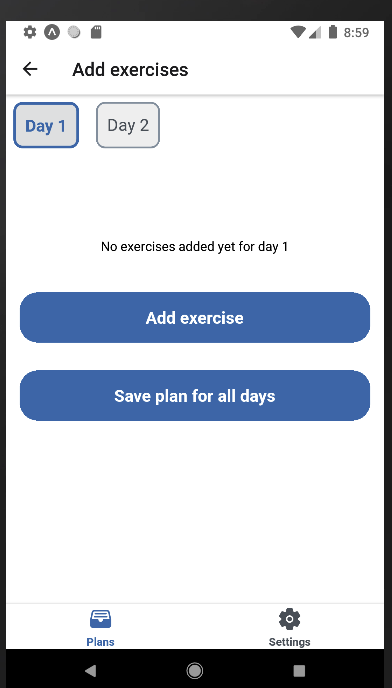 8:59
Add exercises
Day 1
Day 2
No exercises added yet for day 1
Add exercise
Save plan for all days
Plans
Settings